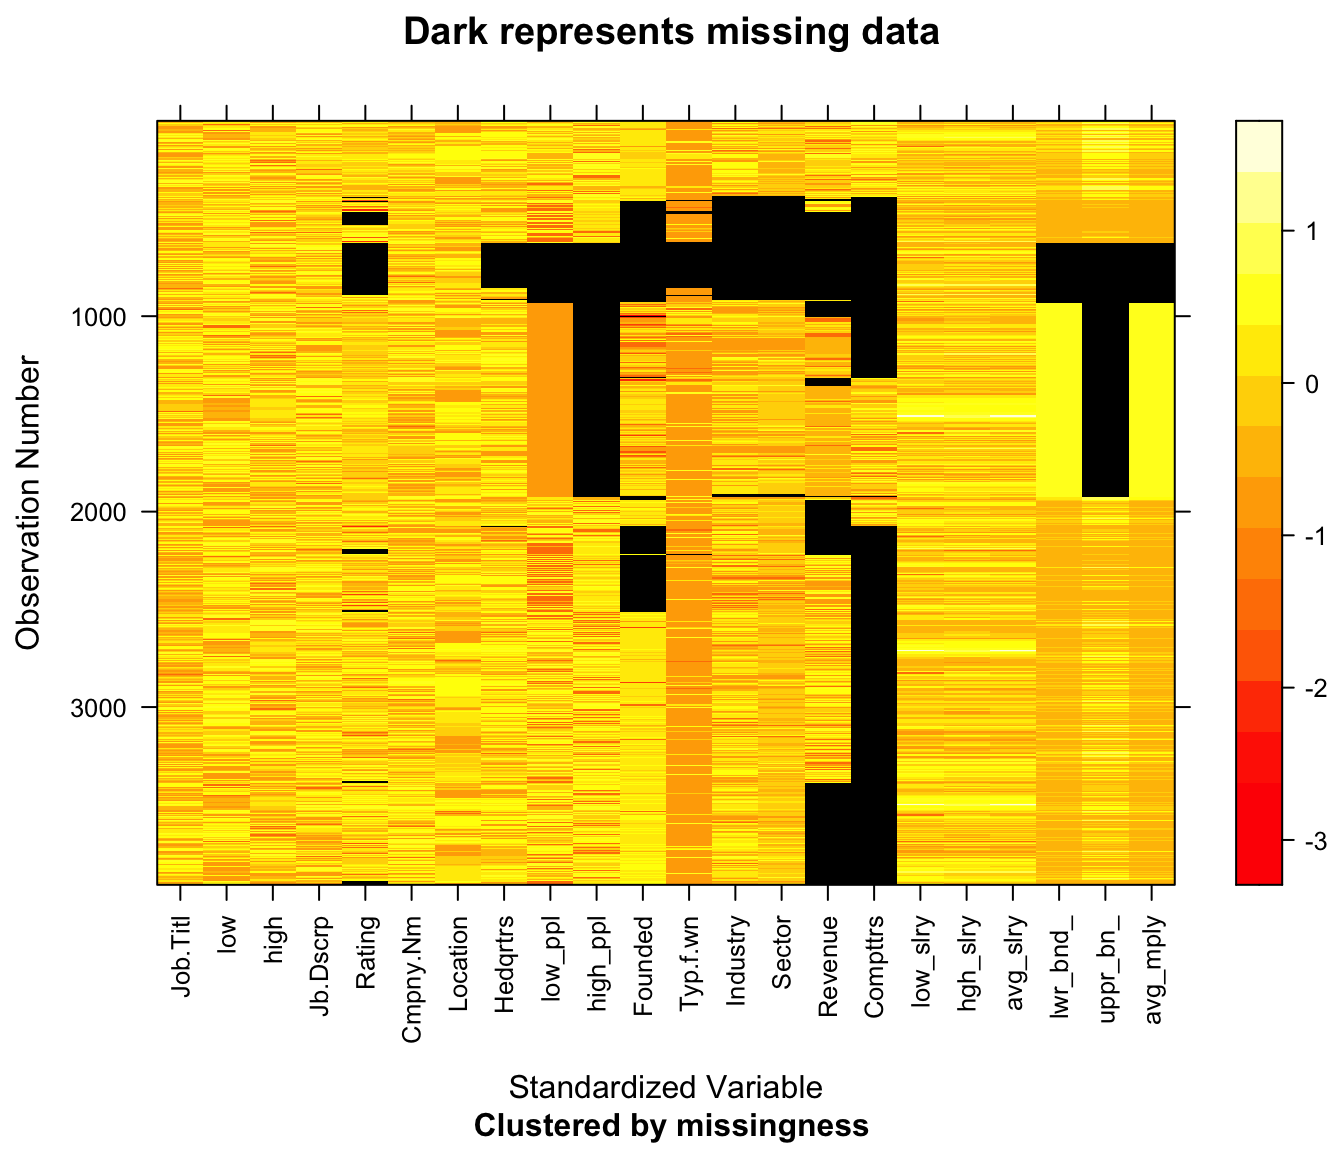 Dark represents missing data
Observation Number
1000
2000
3000
1
0
-1
-2
-3
Job.Titl
low
high
Jb.Dscrp
Rating
Cmpny.Nm
Location
Hedqrtrs
low_ppl
high_ppl
Founded
Typ.f.wn
Industry
Sector
Revenue
Compttrs
low_slry
hgh_slry
avg_slry
lwr_bnd_
uppr_bn_
avg_mply
Standardized Variable
Clustered by missingness